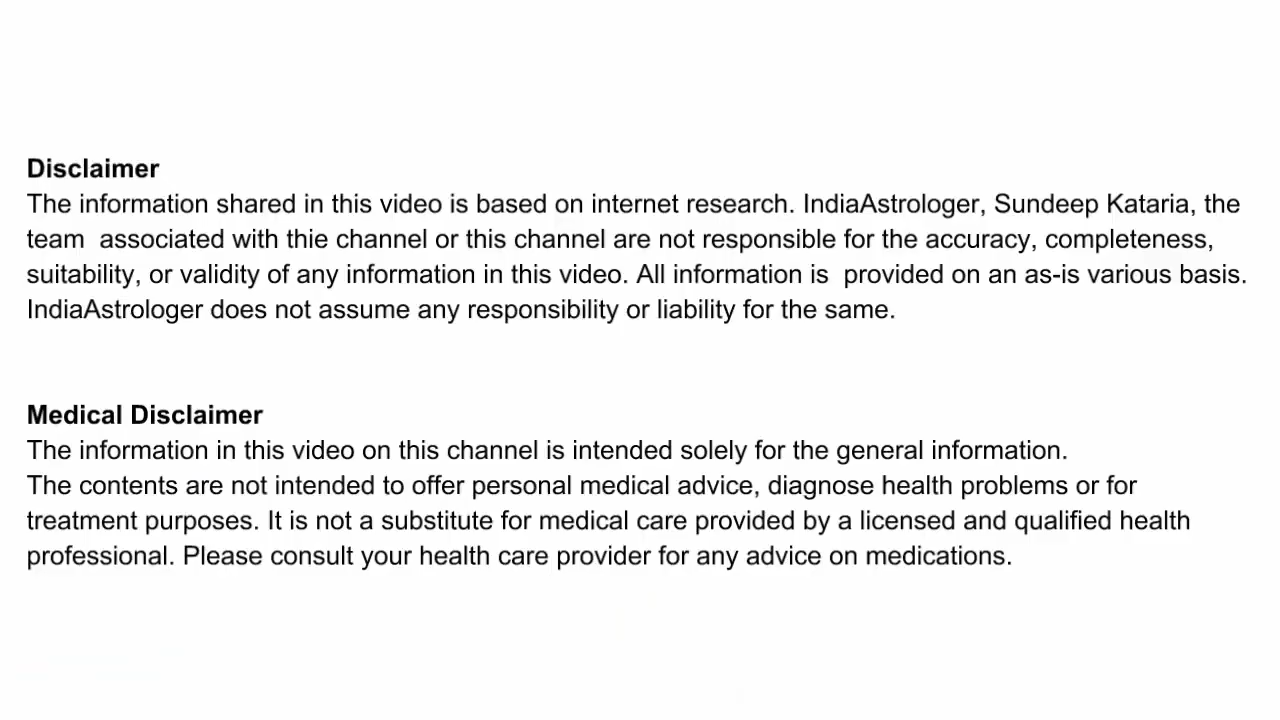 Disclaimer
The information shared in this video is based on internet research. IndiaAstrologer, Sundeep Kataria, the
team  associated with thie channel or this channel are not responsible for the accuracy, completeness,
suitability, or validity of any information in this video. All information is  provided on an as-is various basis.
IndiaAstrologer does not assume any responsibility or liability for the same.
Medical Disclaimer
The information in this video on this channel is intended solely for the general information.
The contents are not intended to offer personal medical advice, diagnose health problems or for
treatment purposes. It is not a substitute for medical care provided by a licensed and qualified health
professional. Please consult your health care provider for any advice on medications.